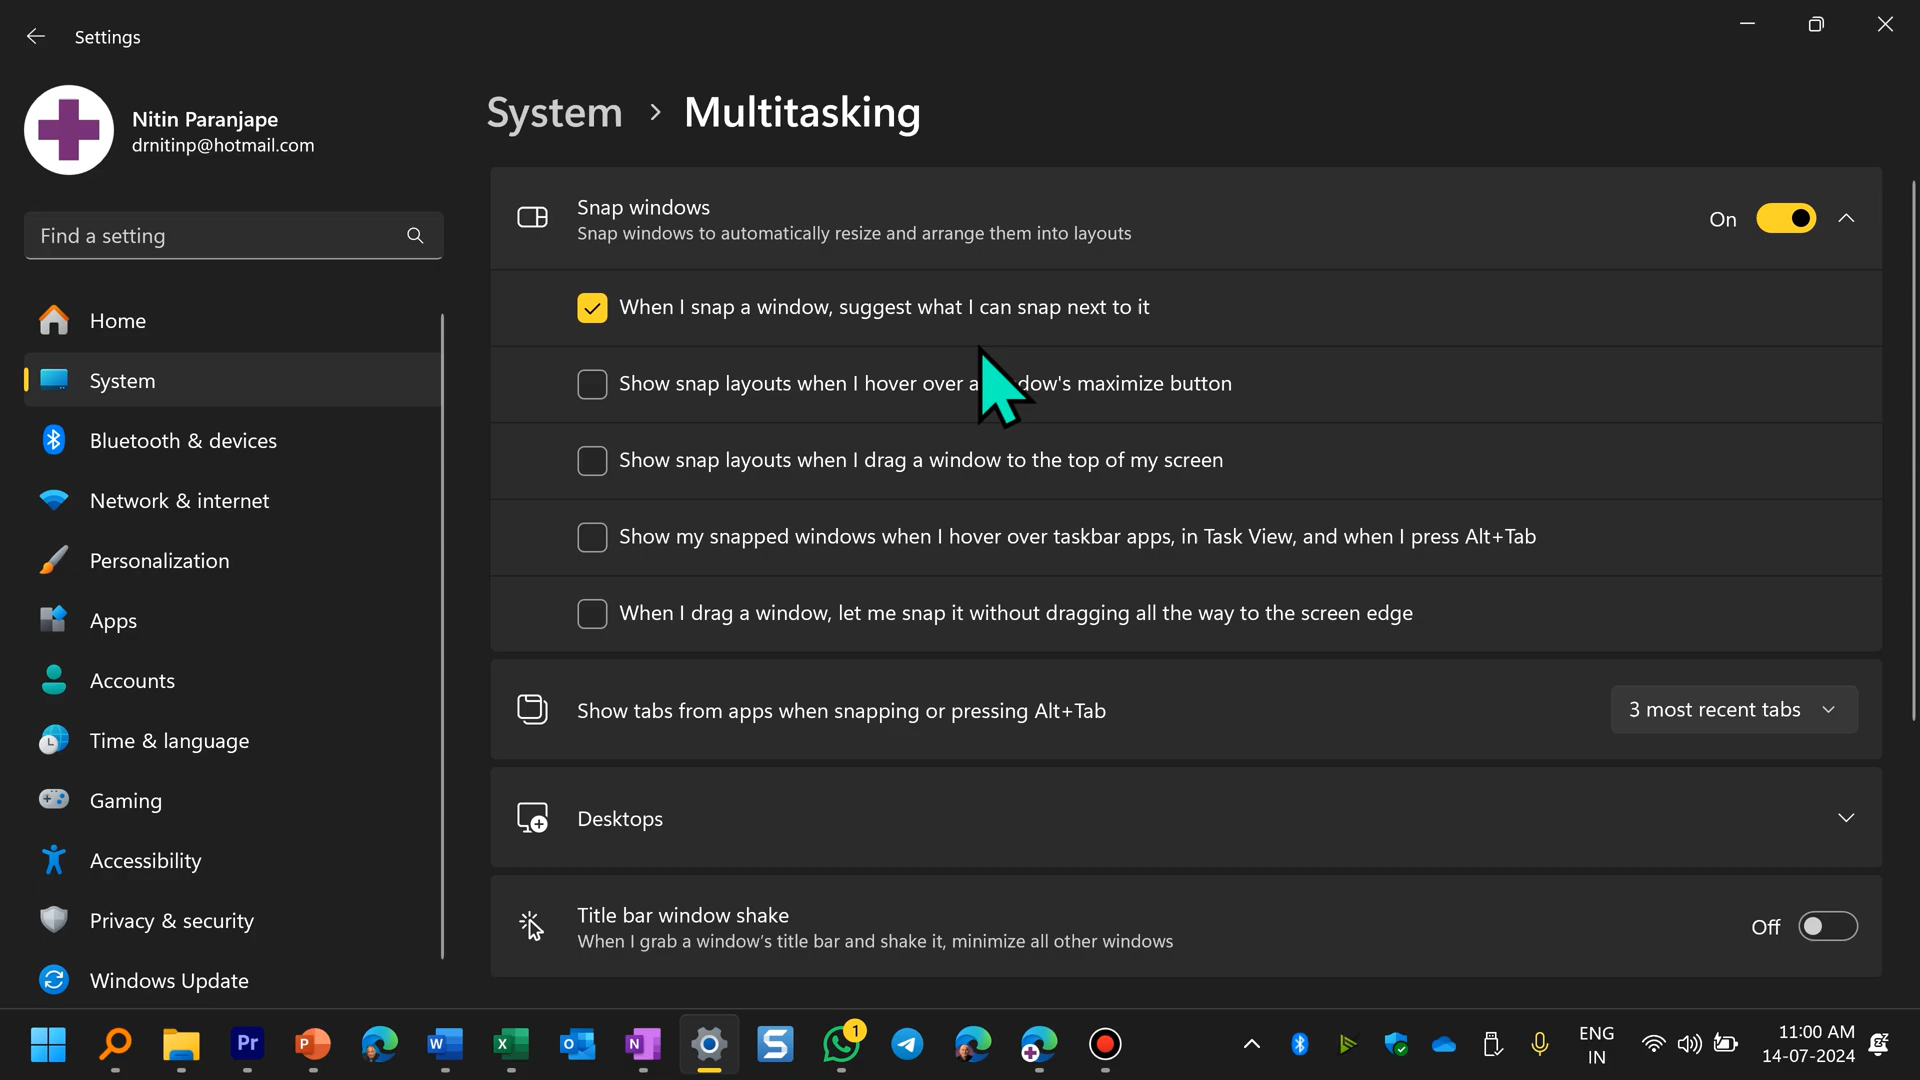 Settings
Nitin Paranjape
drnitinp@hotmail.com
Find a setting
Home
System
Bluetooth & devices
Network & internet
Personalization
Apps
Accounts
Time & language
Gaming
Accessibility
Privacy & security
Windows Update
System > Multitasking
Snap windows
Snap windows to automatically resize and arrange them into layouts
On
When I snap a window, suggest what I can snap next to it
Show snap layouts when I hover over a dow's maximize button
Show snap layouts when I drag a window to the top of my screen
Show my snapped windows when I hover over taskbar apps, in Task View, and when I press Alt+Tab
When I drag a window, let me snap it without dragging all the way to the screen edge
Show tabs from apps when snapping or pressing Alt+Tab
3 most recent tabs
Desktops
Title bar window shake
When I grab a window's title bar and shake it, minimize all other windows
Off
Pr
P
W
X
O
N
S
1
ENG
IN
11:00 AM
14-07-2024